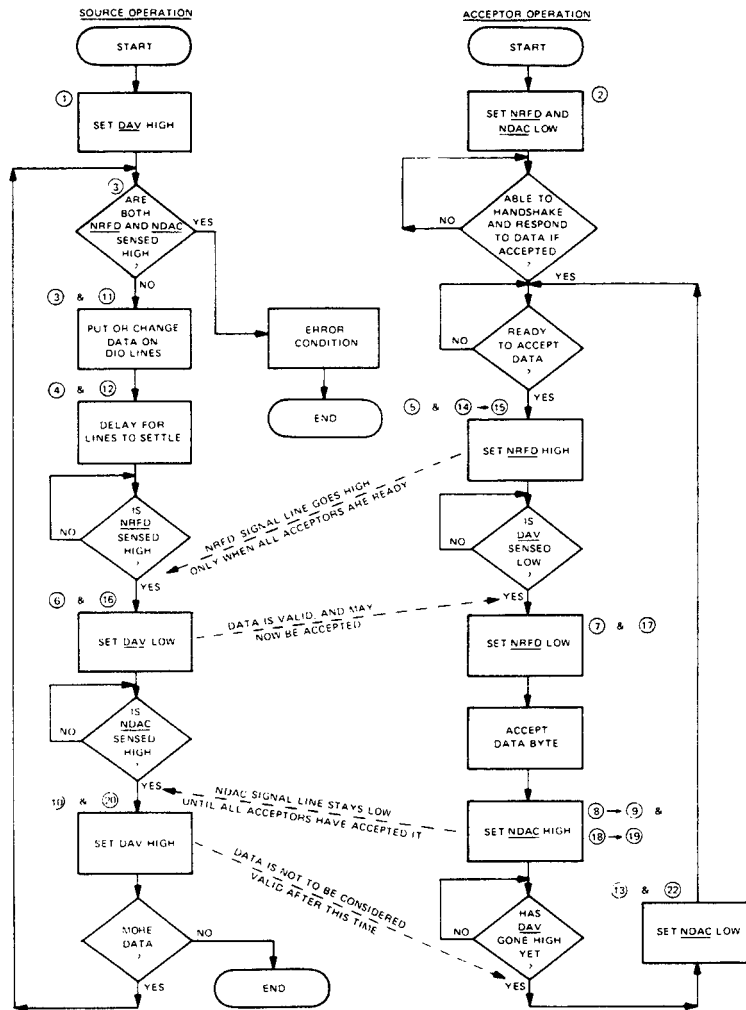 SOURCE OPERATION
START
①
SET DAV HIGH
③
ARE
BOTH
NRFD AND NDAC
SENSED
HIGH
?
YES
NO
③ & ⑪
PUT OR CHANGE
DATA ON
DIO LINES
ERROR
CONDITION
END
④ & ⑫
DELAY FOR
LINES TO SETTLE
IS
NRFD
SENSED
HIGH
?
NO
YES
NRFD SIGNAL LINE GOES HIGH
ONLY WHEN ALL ACCEPTORS ARE READY
⑥ & ⑯
SET DAV LOW
DATA IS VALID, AND MAY
NOW BE ACCEPTED
IS
NDAC
SENSED
HIGH
?
NO
YES
NDAC SIGNAL LINE STAYS LOW
UNTIL ALL ACCEPTORS HAVE ACCEPTED IT
& ⑳
SET DAV HIGH
DATA IS NOT TO BE CONSIDERED
VALID AFTER THIS TIME
MORE
DATA
?
NO
YES
END
ACCEPTOR OPERATION
START
②
SET NRFD AND
NDAC LOW
ABLE TO
HANDSHAKE
AND RESPOND
TO DATA IF
ACCEPTED
?
NO
YES
READY
TO ACCEPT
DATA
?
NO
YES
⑤ & ⑭ → ⑮
SET NRFD HIGH
IS
DAV
SENSED
LOW
?
NO
YES
⑦ & ⑰
SET NRFD LOW
ACCEPT
DATA BYTE
⑧ → ⑨ &
⑱ → ⑲
SET NDAC HIGH
HAS
DAV
GONE HIGH
YET
?
NO
YES
⑬ & ㉒
SET NDAC LOW